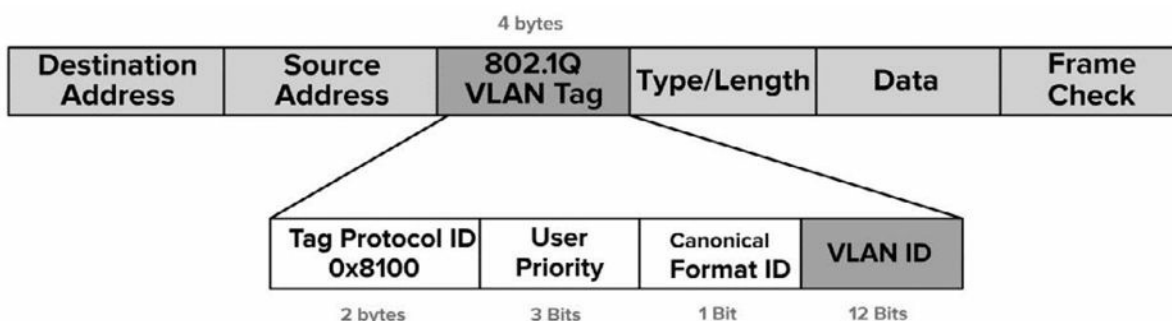 4 bytes
Destination Address
Source Address
802.1Q VLAN Tag
Type/Length
Data
Frame Check
Tag Protocol ID 0x8100
User Priority
Canonical Format ID
VLAN ID
2 bytes
3 Bits
1 Bit
12 Bits